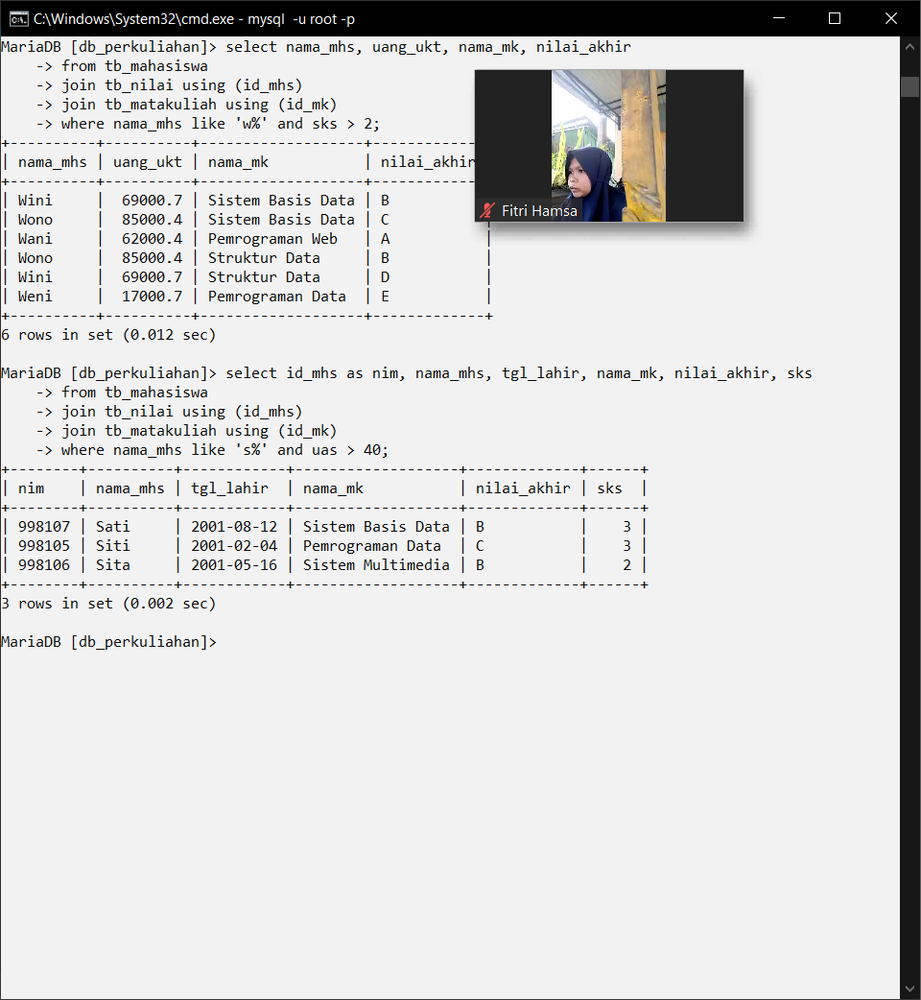 C:\Windows\System32\cmd.exe - mysql  -u root -p
MariaDB [db_perkuliahan]> select nama_mhs, uang_ukt, nama_mk, nilai_akhir
    -> from tb_mahasiswa
    -> join tb_nilai using (id_mhs)
    -> join tb_matakuliah using (id_mk)
    -> where nama_mhs like 'w%' and sks > 2;
+----------+----------+-------------------+------------
| nama_mhs | uang_ukt | nama_mk           | nilai_akhir
+----------+----------+-------------------+------------
| Wini     |  69000.7 | Sistem Basis Data | B
| Wono     |  85000.4 | Sistem Basis Data | C
| Wani     |  62000.4 | Pemrograman Web   | A           |
| Wono     |  85000.4 | Struktur Data     | B           |
| Wini     |  69000.7 | Struktur Data     | D           |
| Weni     |  17000.7 | Pemrograman Data  | E           |
+----------+----------+-------------------+-------------+
6 rows in set (0.012 sec)
Fitri Hamsa
MariaDB [db_perkuliahan]> select id_mhs as nim, nama_mhs, tgl_lahir, nama_mk, nilai_akhir, sks
    -> from tb_mahasiswa
    -> join tb_nilai using (id_mhs)
    -> join tb_matakuliah using (id_mk)
    -> where nama_mhs like 's%' and uas > 40;
+--------+----------+------------+-------------------+-------------+------+
| nim    | nama_mhs | tgl_lahir  | nama_mk           | nilai_akhir | sks  |
+--------+----------+------------+-------------------+-------------+------+
| 998107 | Sati     | 2001-08-12 | Sistem Basis Data | B           |    3 |
| 998105 | Siti     | 2001-02-04 | Pemrograman Data  | C           |    3 |
| 998106 | Sita     | 2001-05-16 | Sistem Multimedia | B           |    2 |
+--------+----------+------------+-------------------+-------------+------+
3 rows in set (0.002 sec)
MariaDB [db_perkuliahan]>